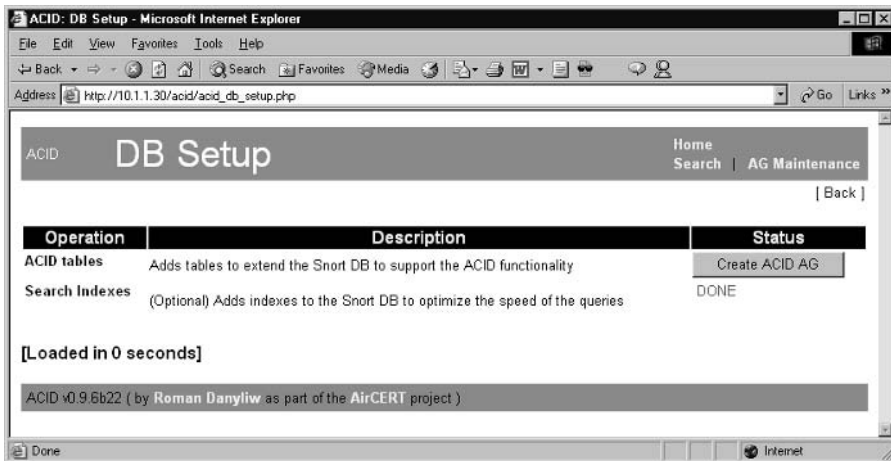 ACID: DB Setup - Microsoft Internet Explorer
File Edit View Favorites Tools Help
Back Search Favorites Media
Address http://10.1.1.30/acid/acid_db_setup.php Go Links »
ACID DB Setup
Home
Search | AG Maintenance
[ Back ]
Operation Description Status
ACID tables Adds tables to extend the Snort DB to support the ACID functionality Create ACID AG
Search Indexes (Optional) Adds indexes to the Snort DB to optimize the speed of the queries DONE
[Loaded in 0 seconds]
ACID v0.9.6b22 ( by Roman Danyliw as part of the AirCERT project )
Done Internet